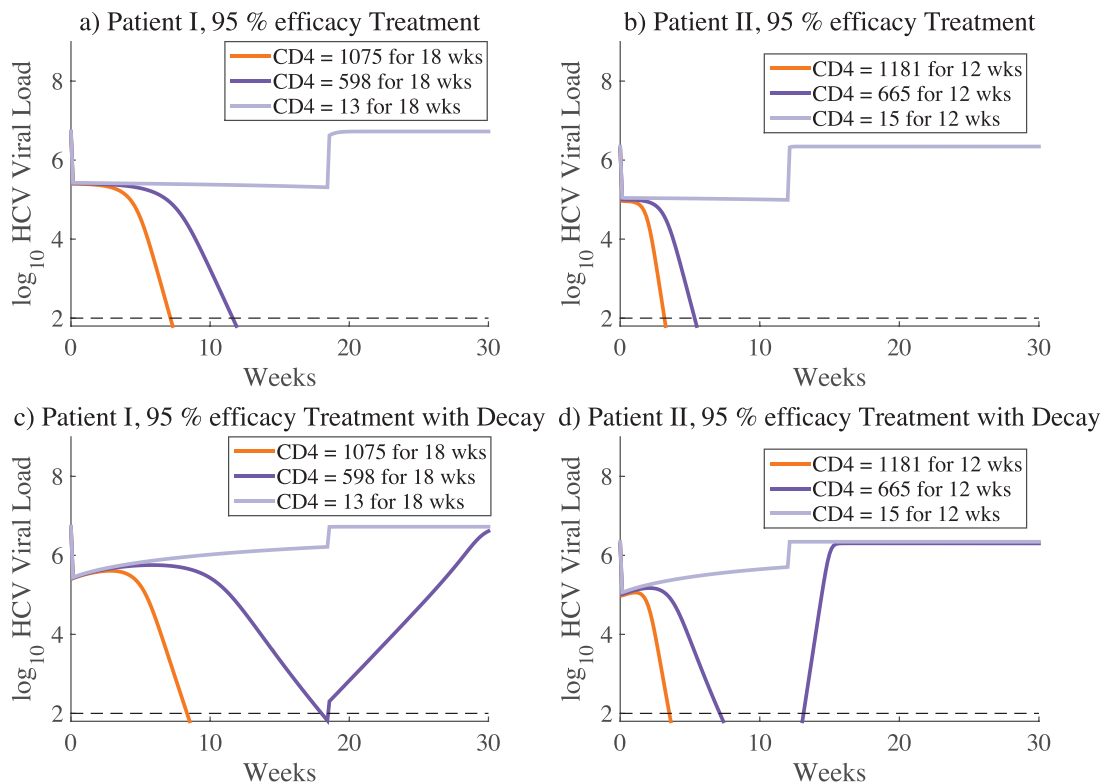 a) Patient I, 95 % efficacy Treatment
CD4 = 1075 for 18 wks
CD4 = 598 for 18 wks
CD4 = 13 for 18 wks
log10 HCV Viral Load
8
6
4
2
0
10
20
30
Weeks
b) Patient II, 95 % efficacy Treatment
CD4 = 1181 for 12 wks
CD4 = 665 for 12 wks
CD4 = 15 for 12 wks
log10 HCV Viral Load
8
6
4
2
0
10
20
30
Weeks
c) Patient I, 95 % efficacy Treatment with Decay
CD4 = 1075 for 18 wks
CD4 = 598 for 18 wks
CD4 = 13 for 18 wks
log10 HCV Viral Load
8
6
4
2
0
10
20
30
Weeks
d) Patient II, 95 % efficacy Treatment with Decay
CD4 = 1181 for 12 wks
CD4 = 665 for 12 wks
CD4 = 15 for 12 wks
log10 HCV Viral Load
8
6
4
2
0
10
20
30
Weeks